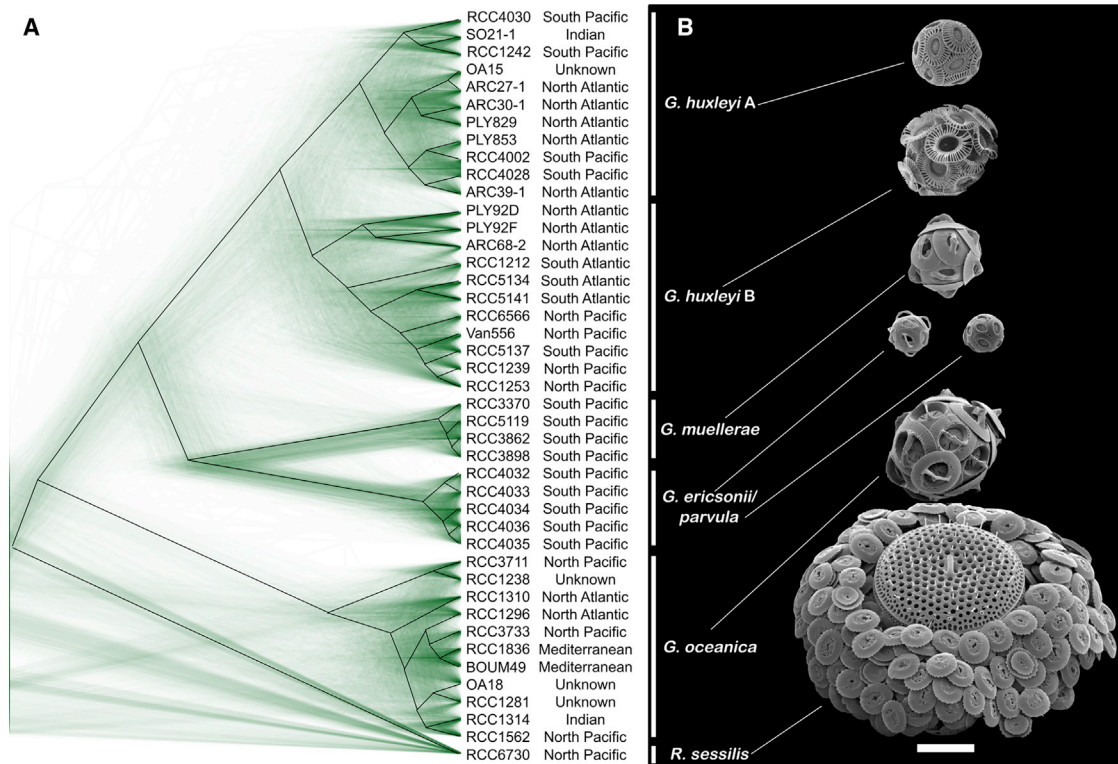 A
RCC4030 South Pacific
SO21-1 Indian
RCC1242 South Pacific
OA15 Unknown
ARC27-1 North Atlantic
ARC30-1 North Atlantic
PLY829 North Atlantic
PLY853 North Atlantic
RCC4002 South Pacific
RCC4028 South Pacific
ARC39-1 North Atlantic
PLY92D North Atlantic
PLY92F North Atlantic
ARC68-2 North Atlantic
RCC1212 South Atlantic
RCC5134 South Atlantic
RCC5141 South Atlantic
RCC6566 North Pacific
Van556 North Pacific
RCC5137 South Pacific
RCC1239 North Pacific
RCC1253 North Pacific
RCC3370 South Pacific
RCC5119 South Pacific
RCC3862 South Pacific
RCC3898 South Pacific
RCC4032 South Pacific
RCC4033 South Pacific
RCC4034 South Pacific
RCC4036 South Pacific
RCC4035 South Pacific
RCC3711 North Pacific
RCC1238 Unknown
RCC1310 North Atlantic
RCC1296 North Atlantic
RCC3733 North Pacific
RCC1836 Mediterranean
BOUM49 Mediterranean
OA18 Unknown
RCC1281 Unknown
RCC1314 Indian
RCC1562 North Pacific
RCC6730 North Pacific
B
G. huxleyi A
G. huxleyi B
G. muellerae
G. ericsonii/
parvula
G. oceanica
R. sessilis